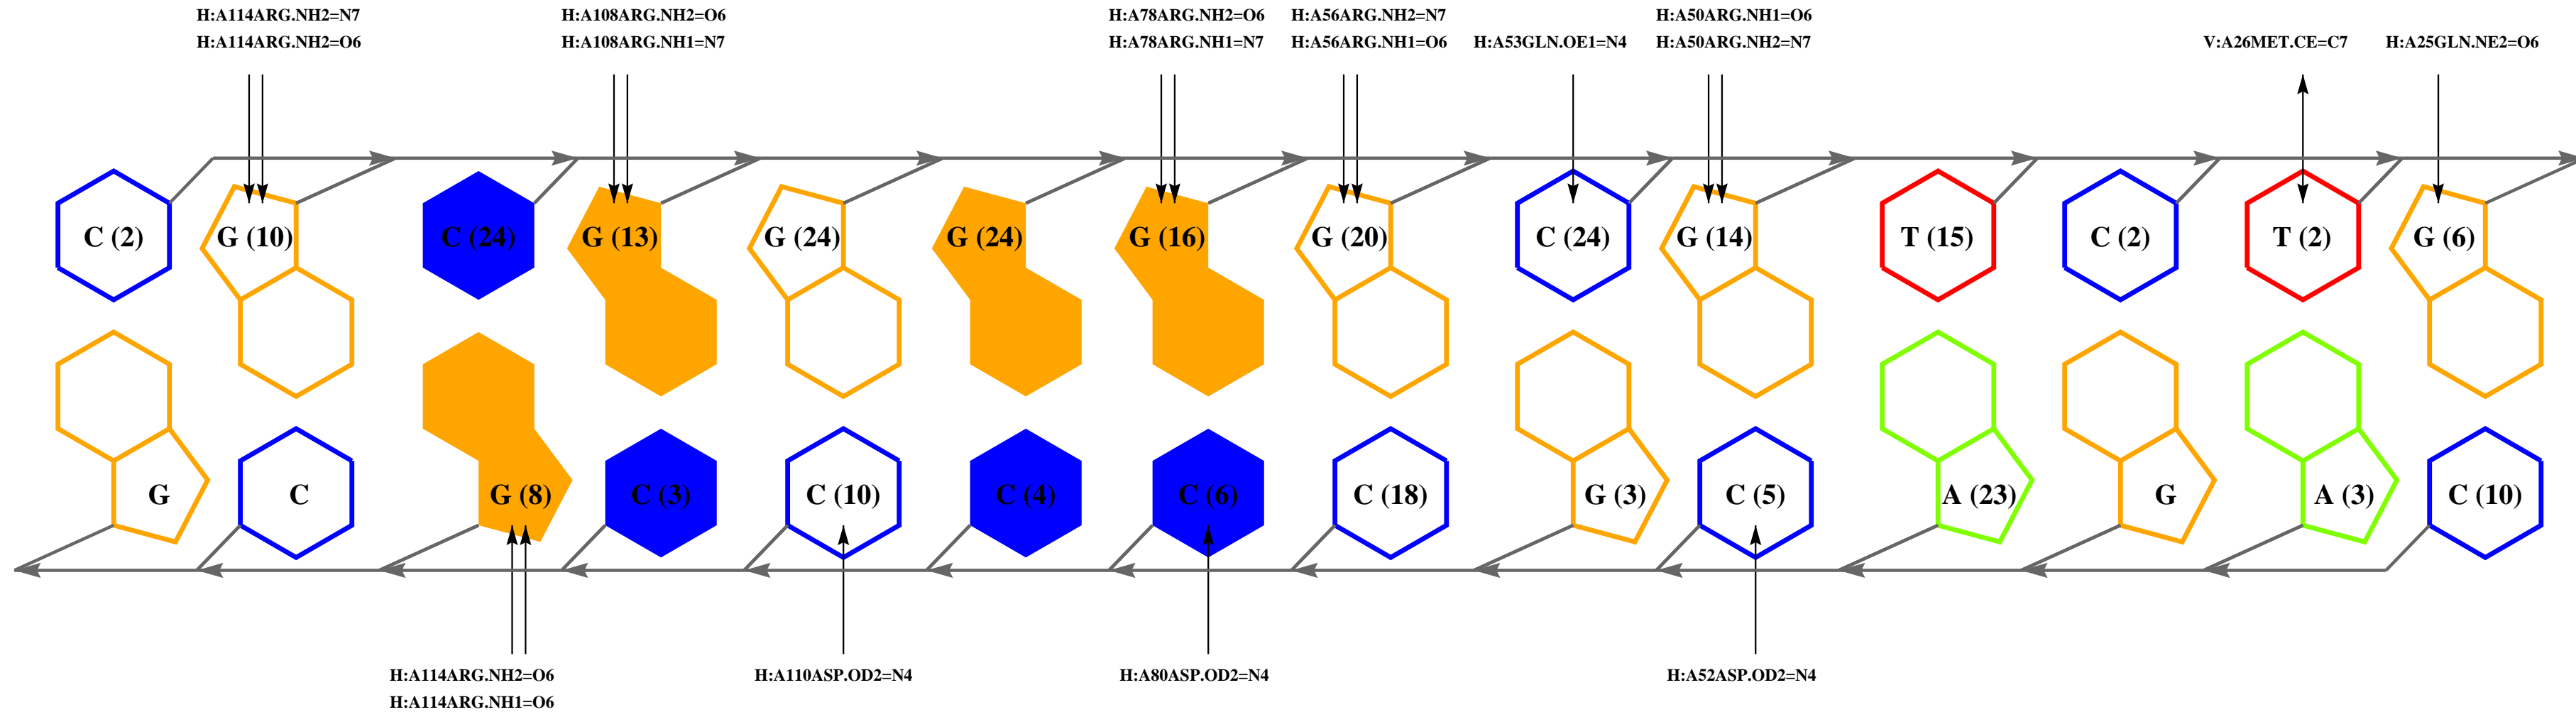 H:A114ARG.NH2=N7 H:A108ARG.NH2=O6 H:A78ARG.NH2=O6 H:A56ARG.NH2=N7 H:A50ARG.NH1=O6
H:A114ARG.NH2=O6 H:A108ARG.NH1=N7 H:A78ARG.NH1=N7 H:A56ARG.NH1=O6 H:A53GLN.OE1=N4 H:A50ARG.NH2=N7 V:A26MET.CE=C7 H:A25GLN.NE2=O6
C (2) G (10) C (24) G (13) G (24) G (24) G (16) G (20) C (24) G (14) T (15) C (2) T (2) G (6)
G C G (8) C (3) C (10) C (4) C (6) C (18) G (3) C (5) A (23) G A (3) C (10)
H:A114ARG.NH2=O6 H:A110ASP.OD2=N4 H:A80ASP.OD2=N4 H:A52ASP.OD2=N4
H:A114ARG.NH1=O6